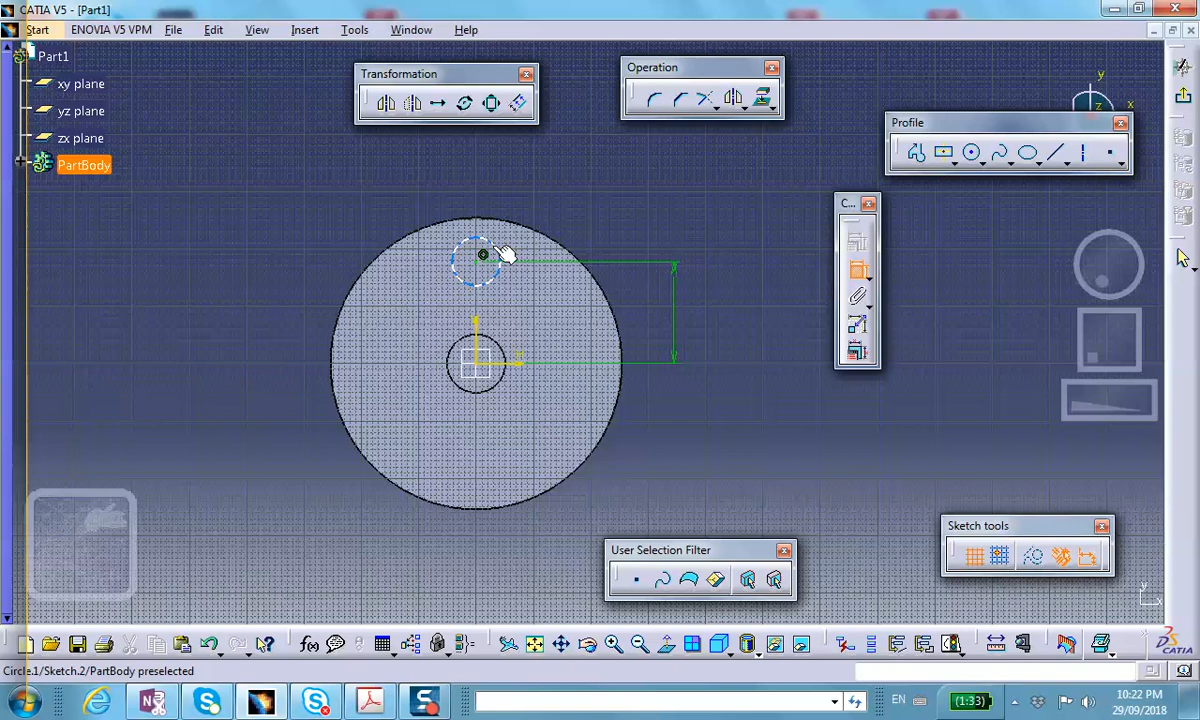 CATIA V5 - [Part1]
Start ENOVIA V5 VPM File Edit View Insert Tools Window Help
Part1
xy plane
yz plane
zx plane
PartBody
Transformation
Operation
Profile
C...
y
x
z
User Selection Filter
Sketch tools
y
x
f(x)
CATIA
Circle.1/Sketch.2/PartBody preselected
EN
(1:33)
10:22 PM
29/09/2018